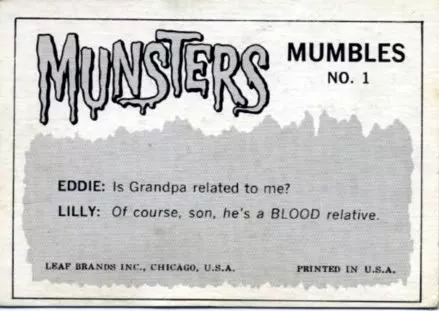 MUNSTERS
MUMBLES
NO. 1
EDDIE: Is Grandpa related to me?
LILLY: Of course, son, he's a BLOOD relative.
LEAF BRANDS INC., CHICAGO, U.S.A.
PRINTED IN U.S.A.